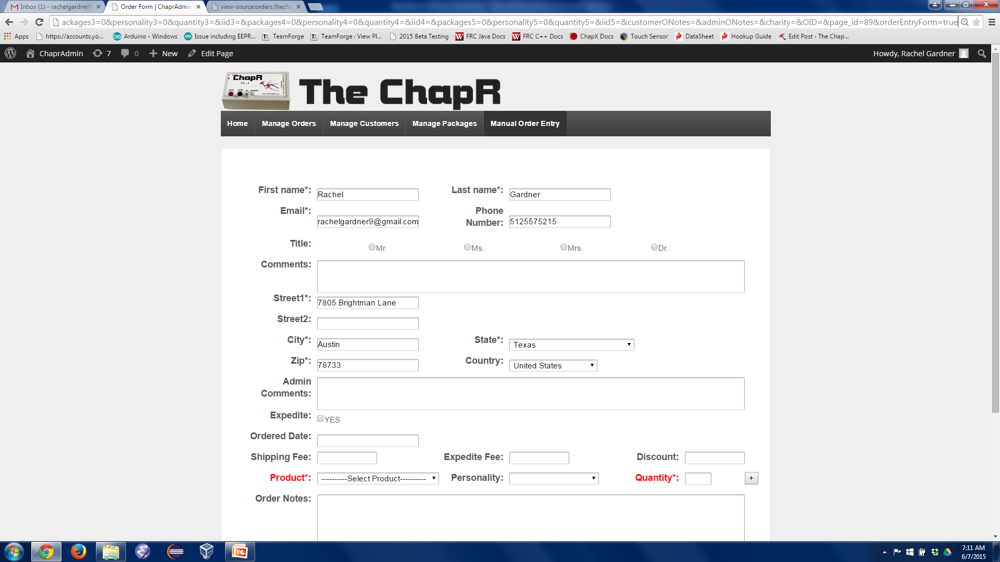 Inbox (1) - rachelgardner9
Order Form | ChaprAdmin
view-source:orders.thecha
ackages3=0&personality3=0&quantity3=&iid3=&packages4=0&personality4=0&quantity4=&iid4=&packages5=0&personality5=0&quantity5=&iid5=&customerONotes=&adminONotes=&charity=&OID=&page_id=89&orderEntryForm=true
Apps https://accounts.yo... Arduino - Windows Issue including EEPR... TeamForge TeamForge : View Pl... 2015 Beta Testing FRC Java Docs FRC C++ Docs ChapX Docs Touch Sensor DataSheet Hookup Guide Edit Post ‹ The Chap...
ChaprAdmin 7 0 + New Edit Page Howdy, Rachel Gardner
ChapR
v1.1
The ChapR
Home Manage Orders Manage Customers Manage Packages Manual Order Entry
First name*: Rachel Last name*: Gardner
Email*: rachelgardner9@gmail.com Phone Number: 5125575215
Title: Mr. Ms. Mrs. Dr.
Comments:
Street1*: 7805 Brightman Lane
Street2:
City*: Austin State*: Texas
Zip*: 78733 Country: United States
Admin
Comments:
Expedite: YES
Ordered Date:
Shipping Fee: Expedite Fee: Discount:
Product*: ----------Select Product---------- Personality: Quantity*: +
Order Notes:
7:11 AM
6/7/2015